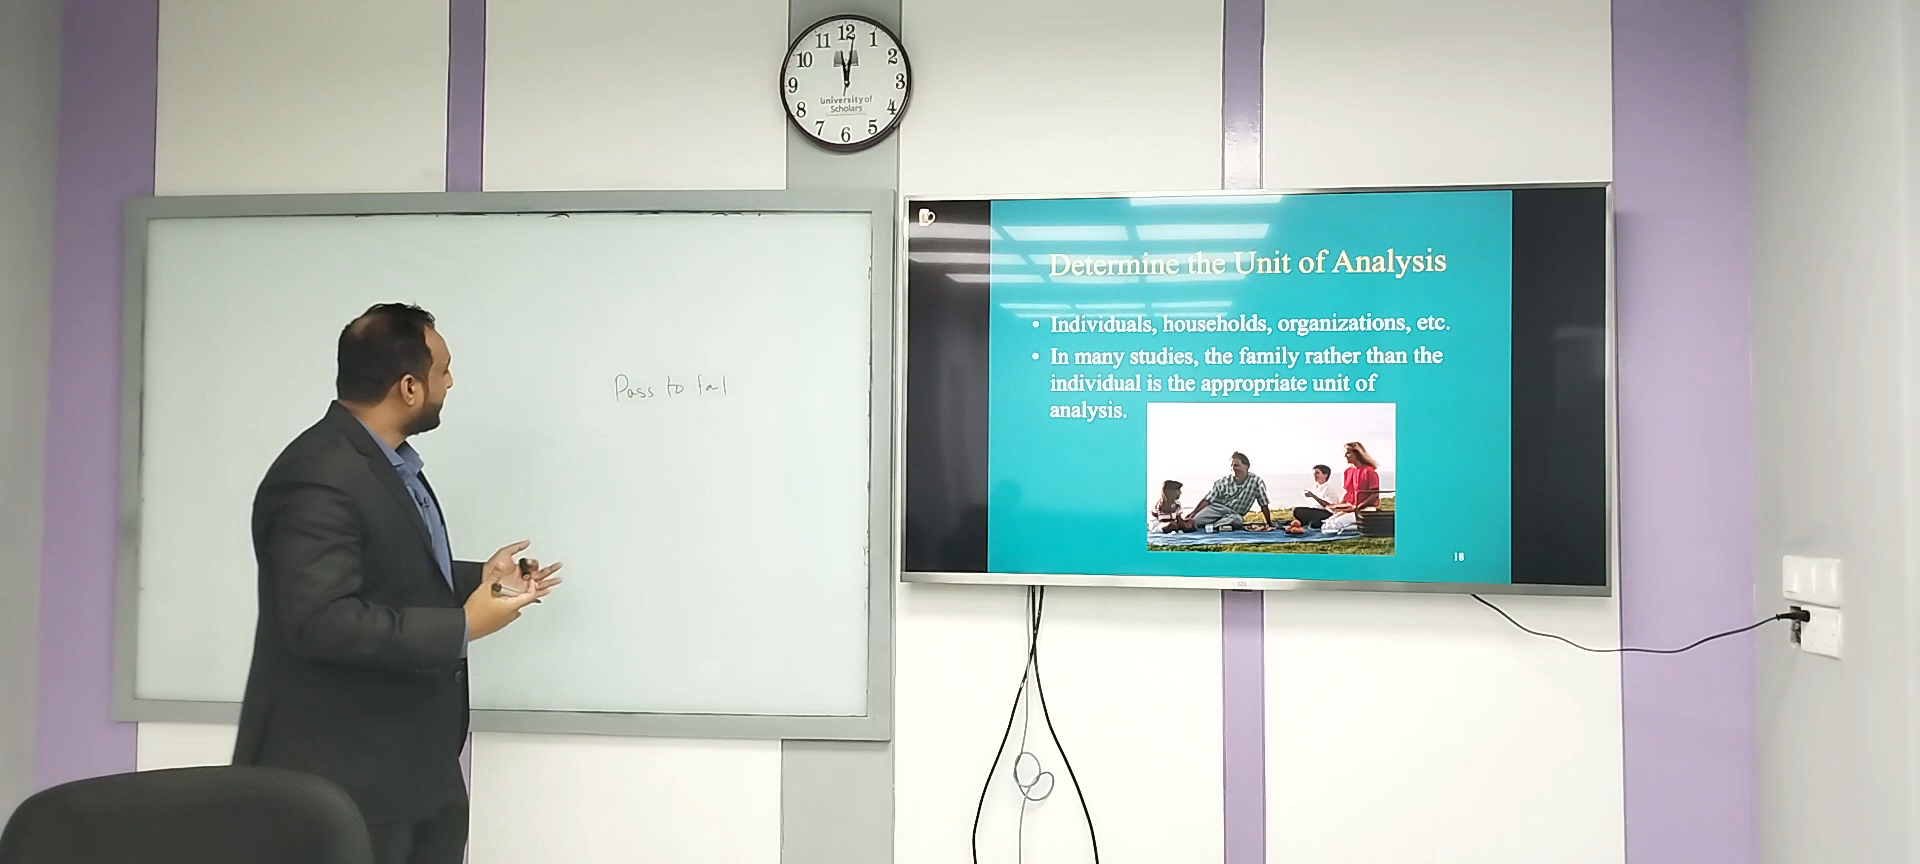 11 12 1
10 2
9 3
8 4
7 6 5
University of
Scholars
Pass to fail
Determine the Unit of Analysis
• Individuals, households, organizations, etc.
• In many studies, the family rather than the
individual is the appropriate unit of
analysis.